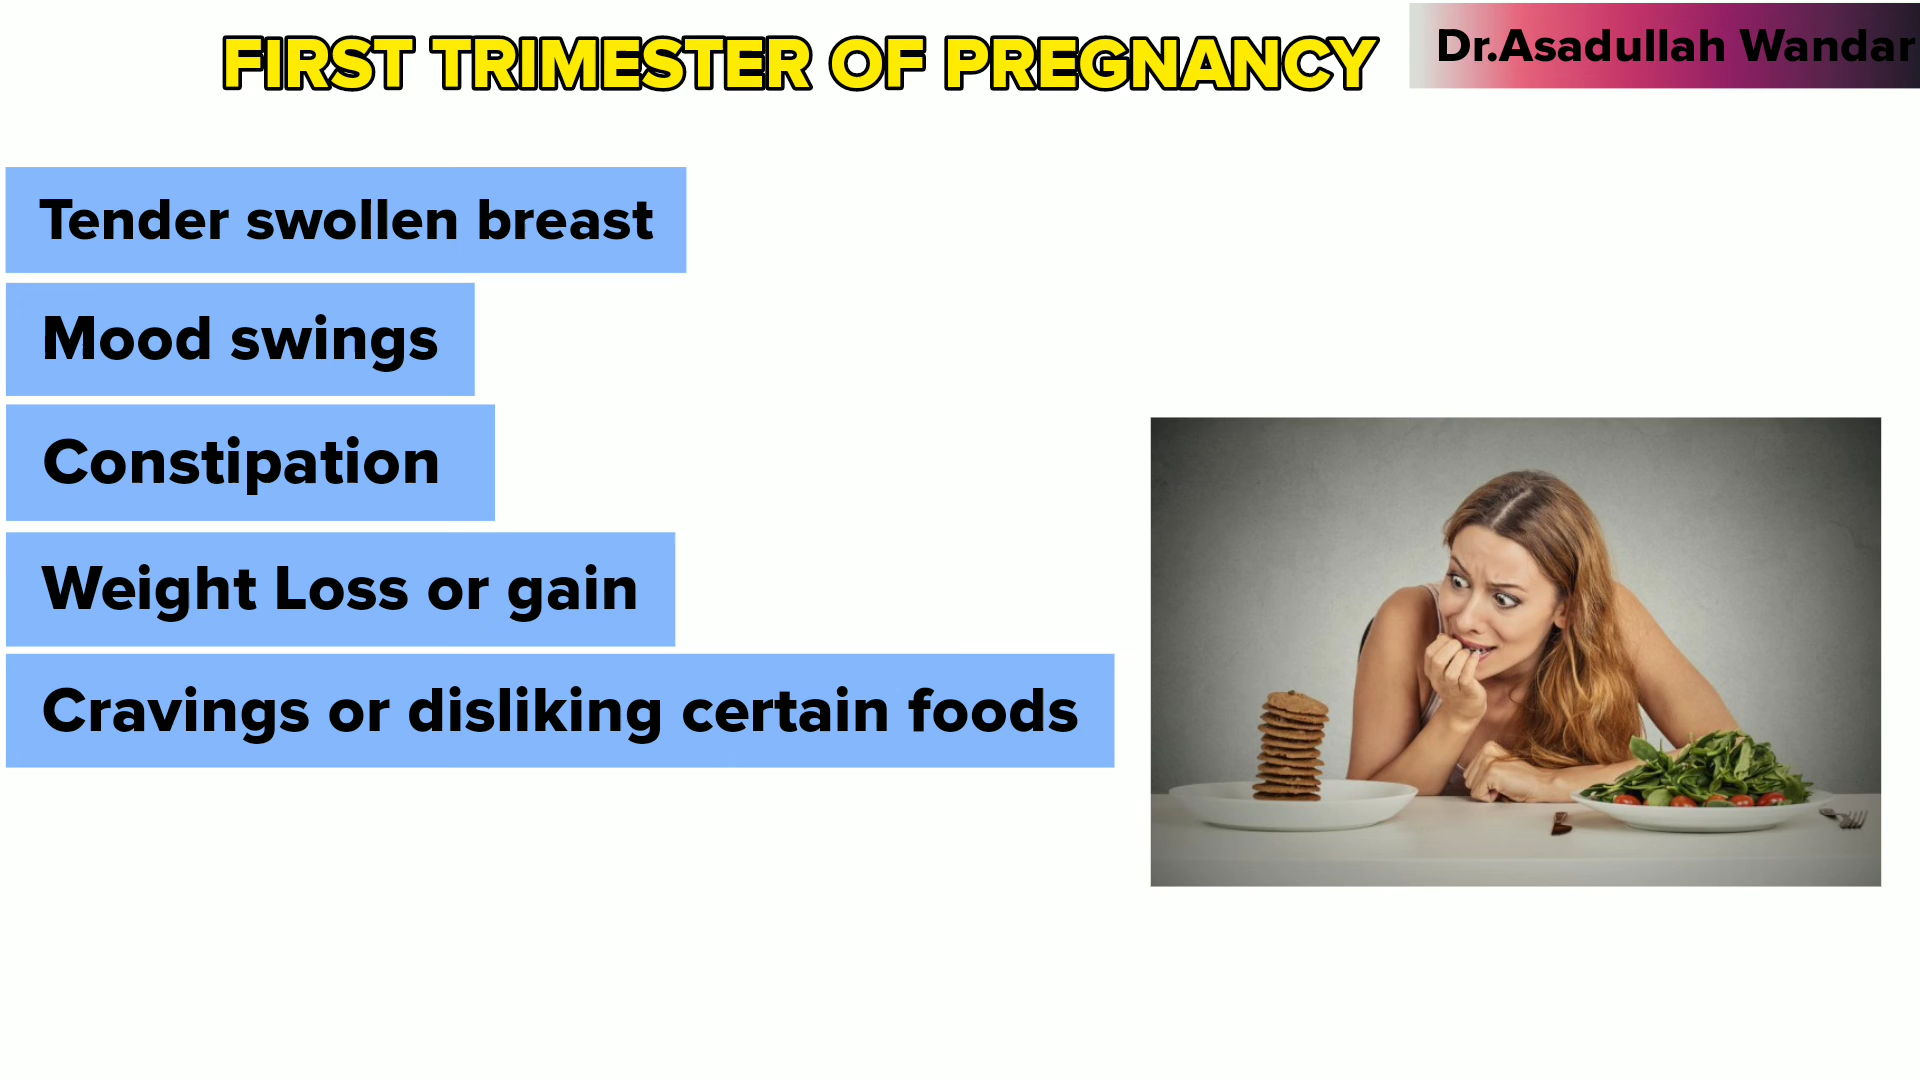 FIRST TRIMESTER OF PREGNANCY
Dr.Asadullah Wandar
Tender swollen breast
Mood swings
Constipation
Weight Loss or gain
Cravings or disliking certain foods